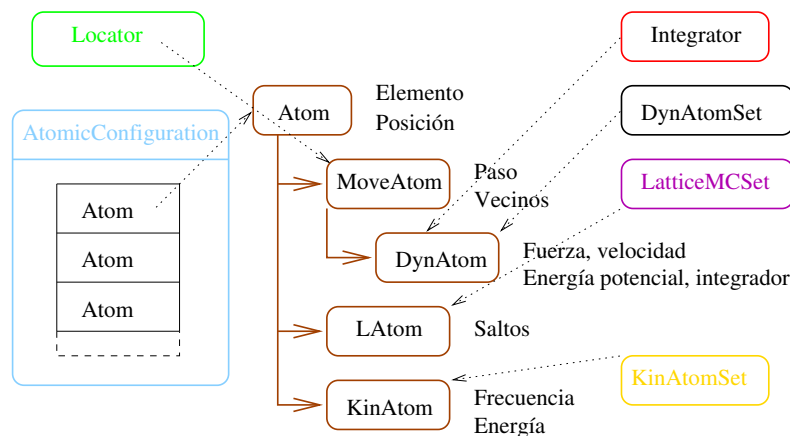 Locator
Integrator
Atom
Elemento
Posición
DynAtomSet
AtomicConfiguration
MoveAtom
Paso
Vecinos
LatticeMCSet
Atom
Atom
Atom
DynAtom
Fuerza, velocidad
Energía potencial, integrador
LAtom
Saltos
KinAtomSet
KinAtom
Frecuencia
Energía